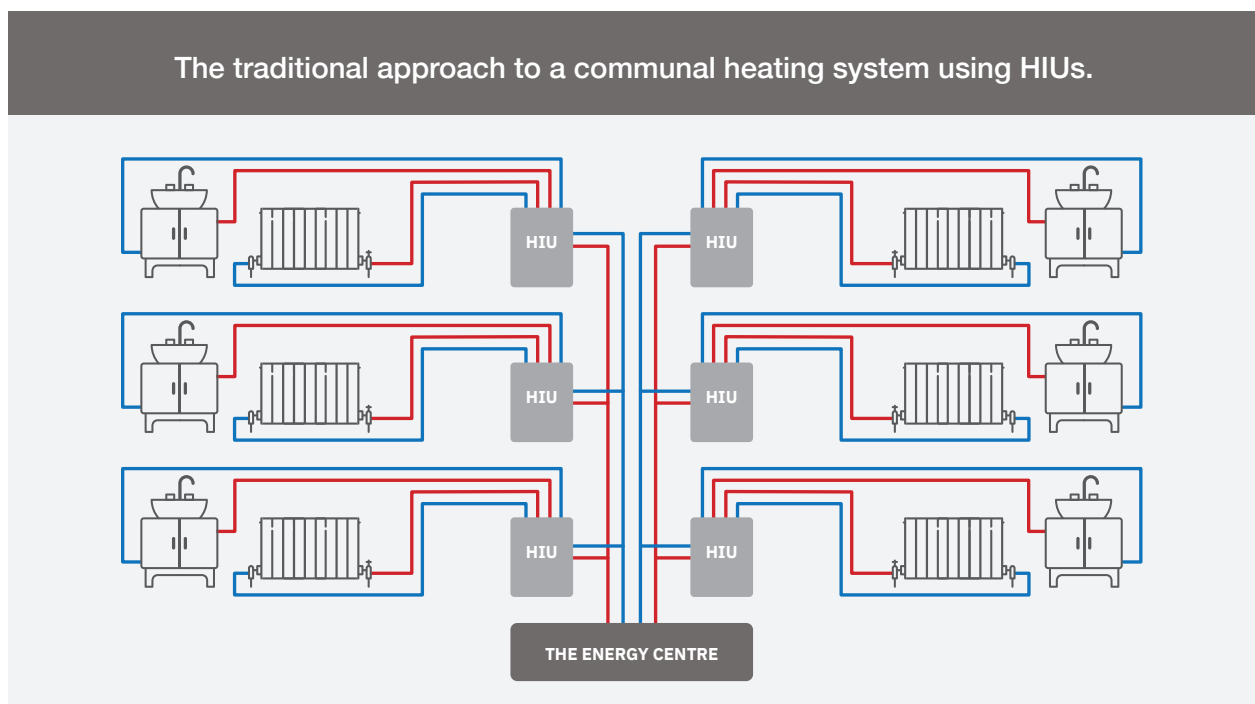 The traditional approach to a communal heating system using HIUs.
HIU
HIU
HIU
HIU
HIU
HIU
THE ENERGY CENTRE